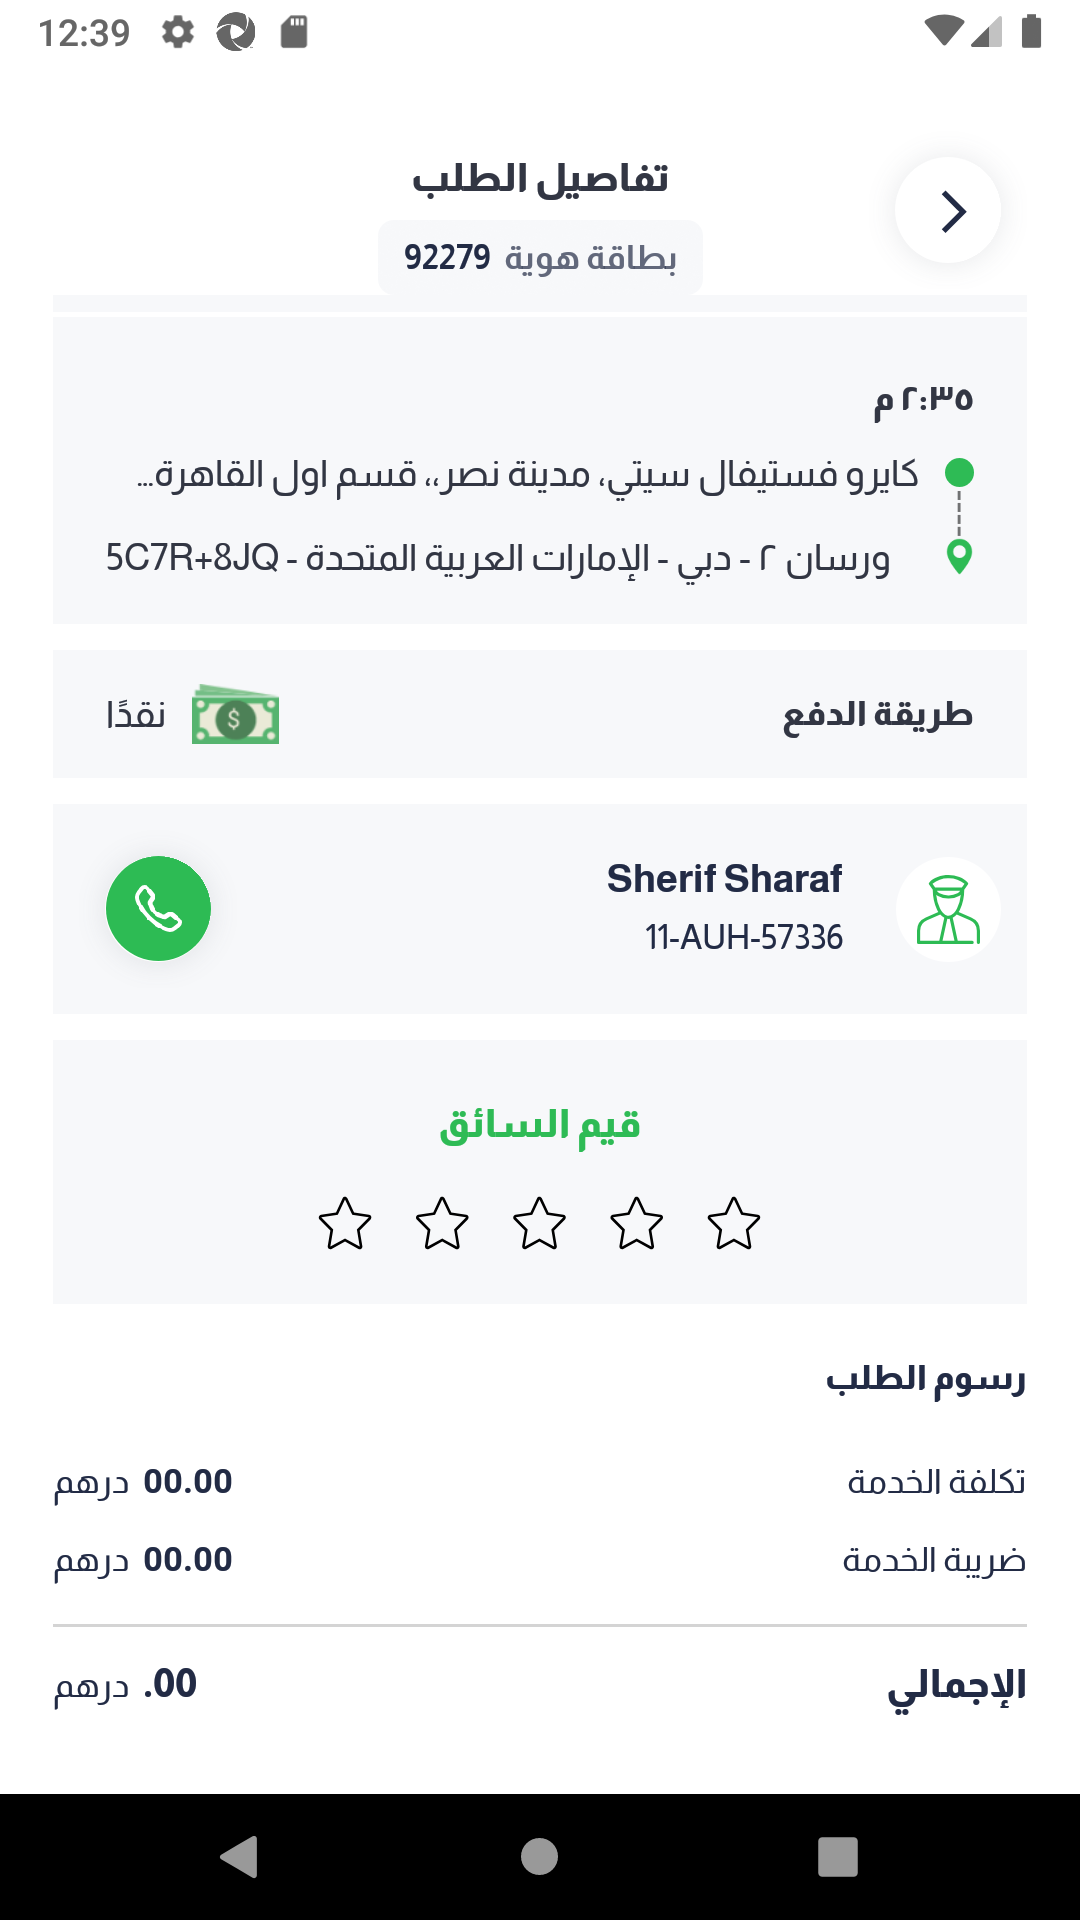 12:39
تفاصيل الطلب
بطاقة هوية 92279
٢:٣٥ م
كايرو فستيفال سيتي، مدينة نصر،، قسم اول القاهرة...
ورسان ٢ - دبي - الإمارات العربية المتحدة - 5C7R+8JQ
طريقة الدفع
نقدًا
Sherif Sharaf
11-AUH-57336
قيم السائق
رسوم الطلب
تكلفة الخدمة
00.00 درهم
ضريبة الخدمة
00.00 درهم
الإجمالي
.00 درهم